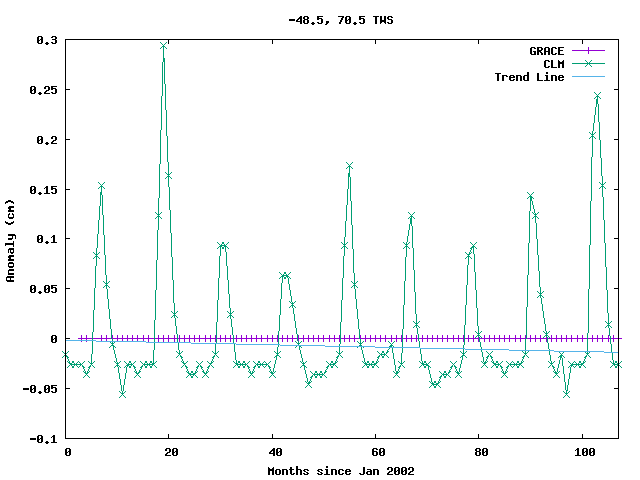 -48.5, 70.5 TWS
GRACE
CLM
Trend Line
0.3
0.25
0.2
0.15
0.1
0.05
0
-0.05
-0.1
Anomaly (cm)
0 20 40 60 80 100
Months since Jan 2002